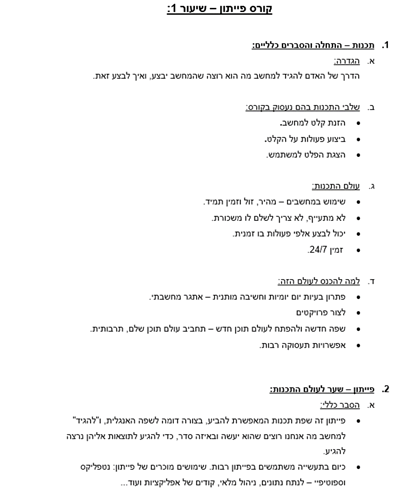 קורס פייתון – שיעור 1:
1. תכנות – התחלה והסברים כלליים:
א. הגדרה:
הדרך של האדם להגיד למחשב מה הוא רוצה שהמחשב יבצע, ואיך לבצע זאת.
ב. שלבי התכנות בהם נעסוק בקורס:
• הזנת קלט למחשב.
• ביצוע פעולות על הקלט.
• הצגת הפלט למשתמש.
ג. עולם התכנות:
• שימוש במחשבים – מהיר, זול וזמין תמיד.
• לא מתעייף, לא צריך לשלם לו משכורת.
• יכול לבצע אלפי פעולות בו זמנית.
• זמין 24/7.
ד. למה להכנס לעולם הזה:
• פתרון בעיות יום יומיות וחשיבה מותנית – אתגר מחשבתי.
• לצור פרויקטים
• שפה חדשה ולהפתח לעולם תוכן חדש – תחביב עולם תוכן שלם, תרבותית.
• אפשרויות תעסוקה רבות.
2. פייתון – שער לעולם התכנות:
א. הסבר כללי:
• פייתון זה שפת תכנות המאפשרת להביע, בצורה דומה לשפה האנגלית, ו"להגיד"
למחשב מה אנחנו רוצים שהוא יעשה ובאיזה סדר, כדי להגיע לתוצאות אליהן נרצה
להגיע.
• כיום בתעשייה משתמשים בפייתון רבות. שימושים מוכרים של פייתון: נטפליקס
וספוטיפיי – לנתח נתונים, ניהול מלאי, קודים של אפליקציות ועוד...